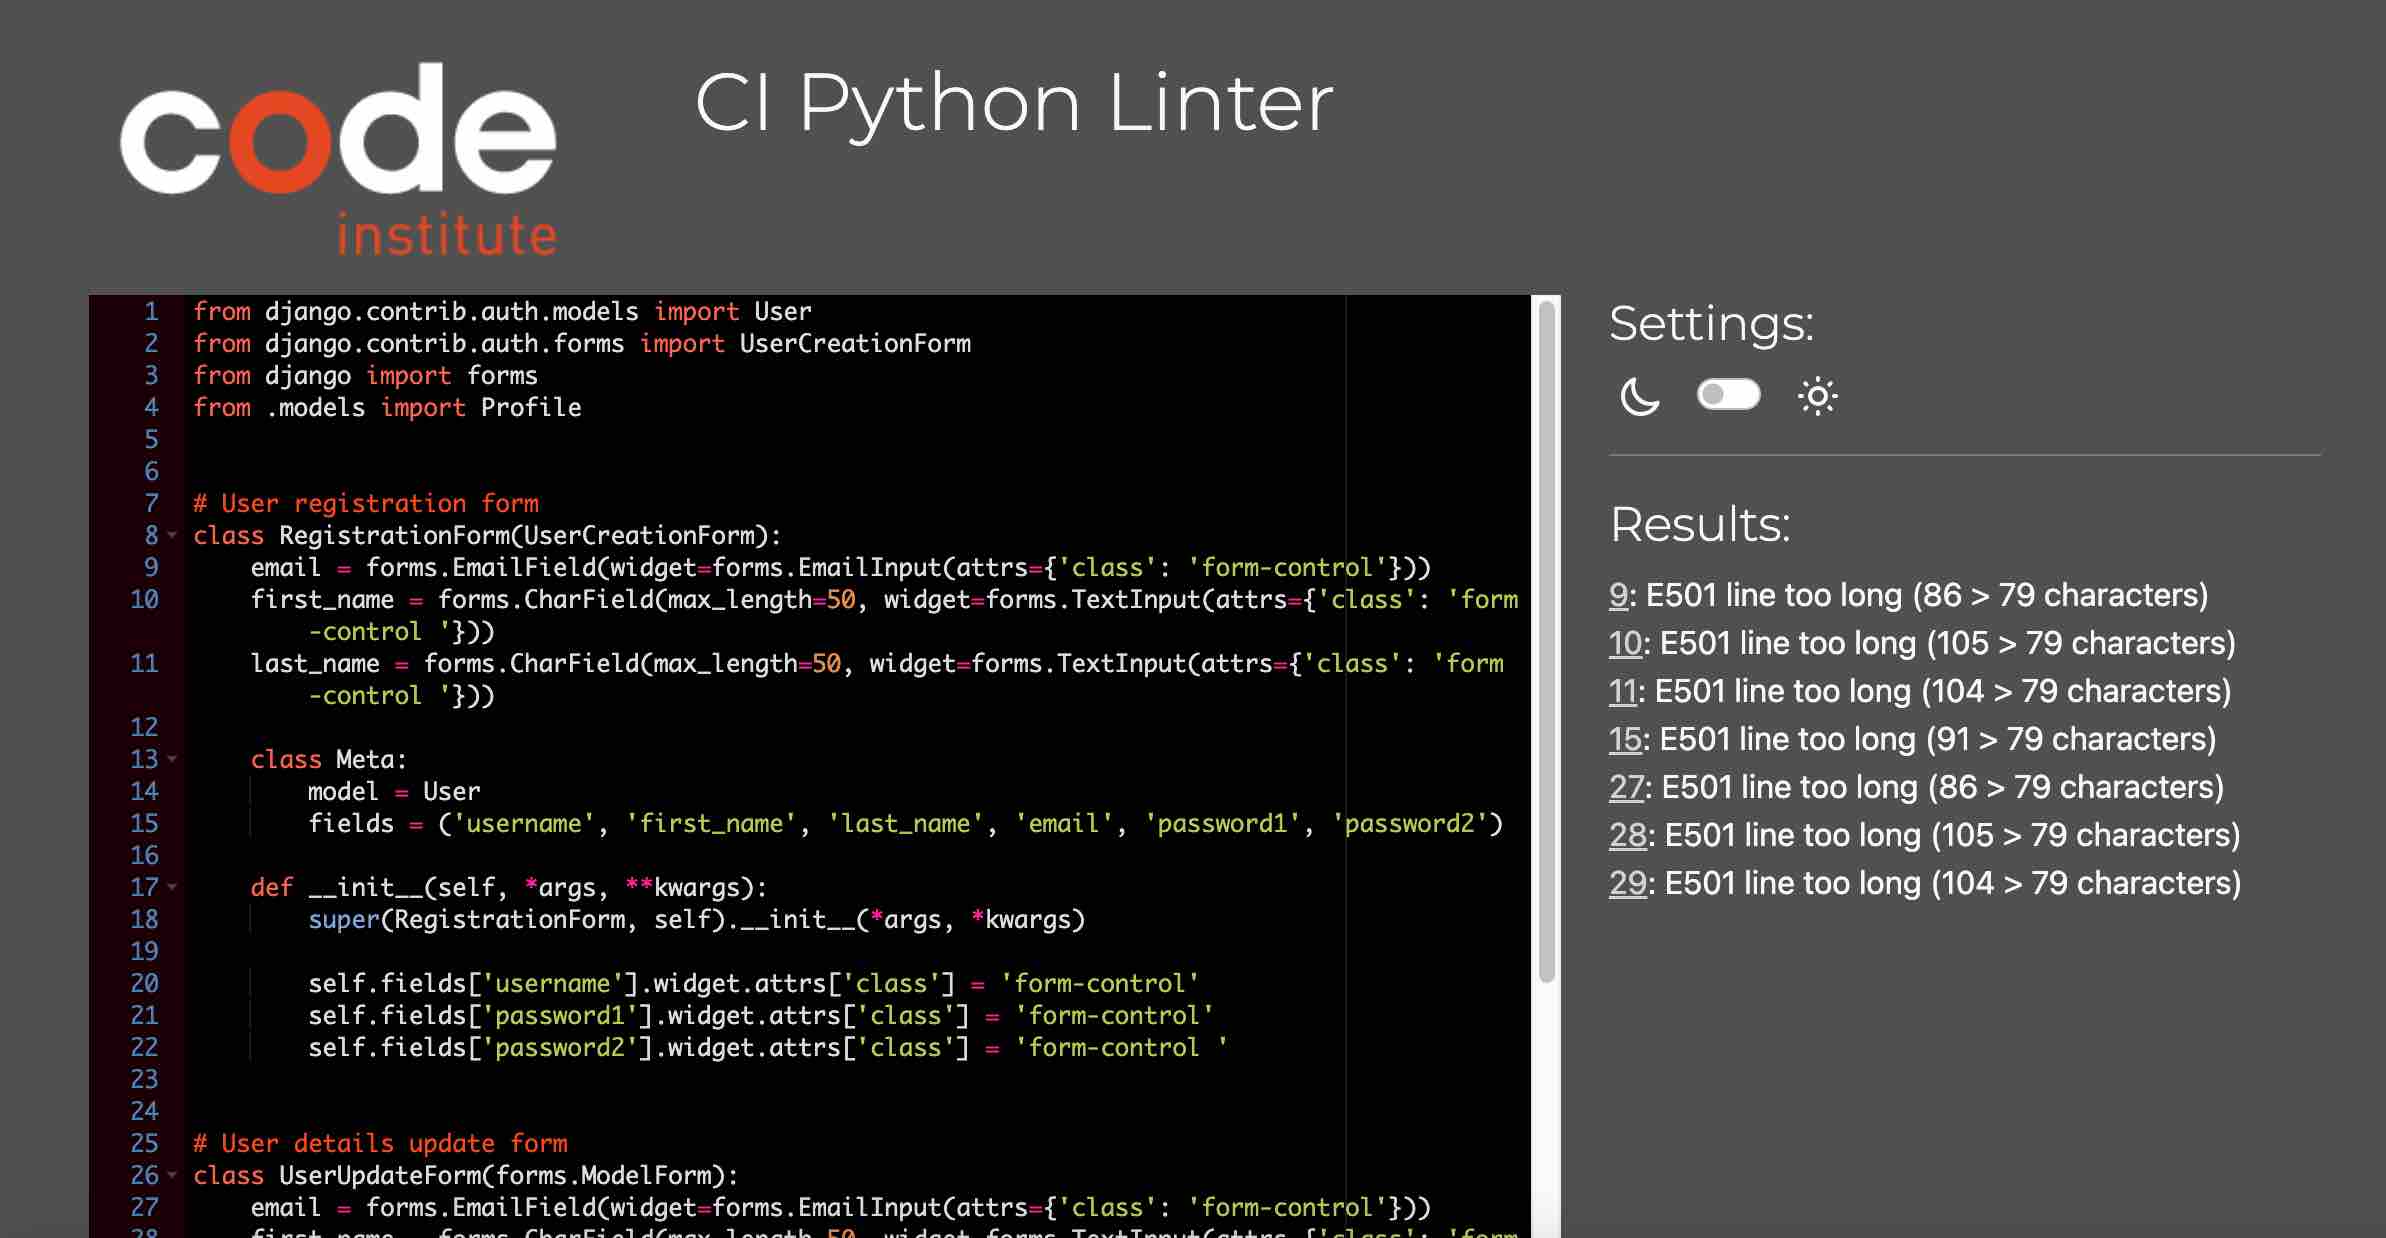 code
institute
CI Python Linter
1 from django.contrib.auth.models import User
2 from django.contrib.auth.forms import UserCreationForm
3 from django import forms
4 from .models import Profile
5
6
7 # User registration form
8 class RegistrationForm(UserCreationForm):
9 email = forms.EmailField(widget=forms.EmailInput(attrs={'class': 'form-control'}))
10 first_name = forms.CharField(max_length=50, widget=forms.TextInput(attrs={'class': 'form
-control '}))
11 last_name = forms.CharField(max_length=50, widget=forms.TextInput(attrs={'class': 'form
-control '}))
12
13 class Meta:
14 model = User
15 fields = ('username', 'first_name', 'last_name', 'email', 'password1', 'password2')
16
17 def __init__(self, *args, **kwargs):
18 super(RegistrationForm, self).__init__(*args, *kwargs)
19
20 self.fields['username'].widget.attrs['class'] = 'form-control'
21 self.fields['password1'].widget.attrs['class'] = 'form-control'
22 self.fields['password2'].widget.attrs['class'] = 'form-control '
23
24
25 # User details update form
26 class UserUpdateForm(forms.ModelForm):
27 email = forms.EmailField(widget=forms.EmailInput(attrs={'class': 'form-control'}))
28 first_name = forms.CharField(max_length=50, widget=forms.TextInput(attrs={'class': 'form
Settings:
Results:
9: E501 line too long (86 > 79 characters)
10: E501 line too long (105 > 79 characters)
11: E501 line too long (104 > 79 characters)
15: E501 line too long (91 > 79 characters)
27: E501 line too long (86 > 79 characters)
28: E501 line too long (105 > 79 characters)
29: E501 line too long (104 > 79 characters)